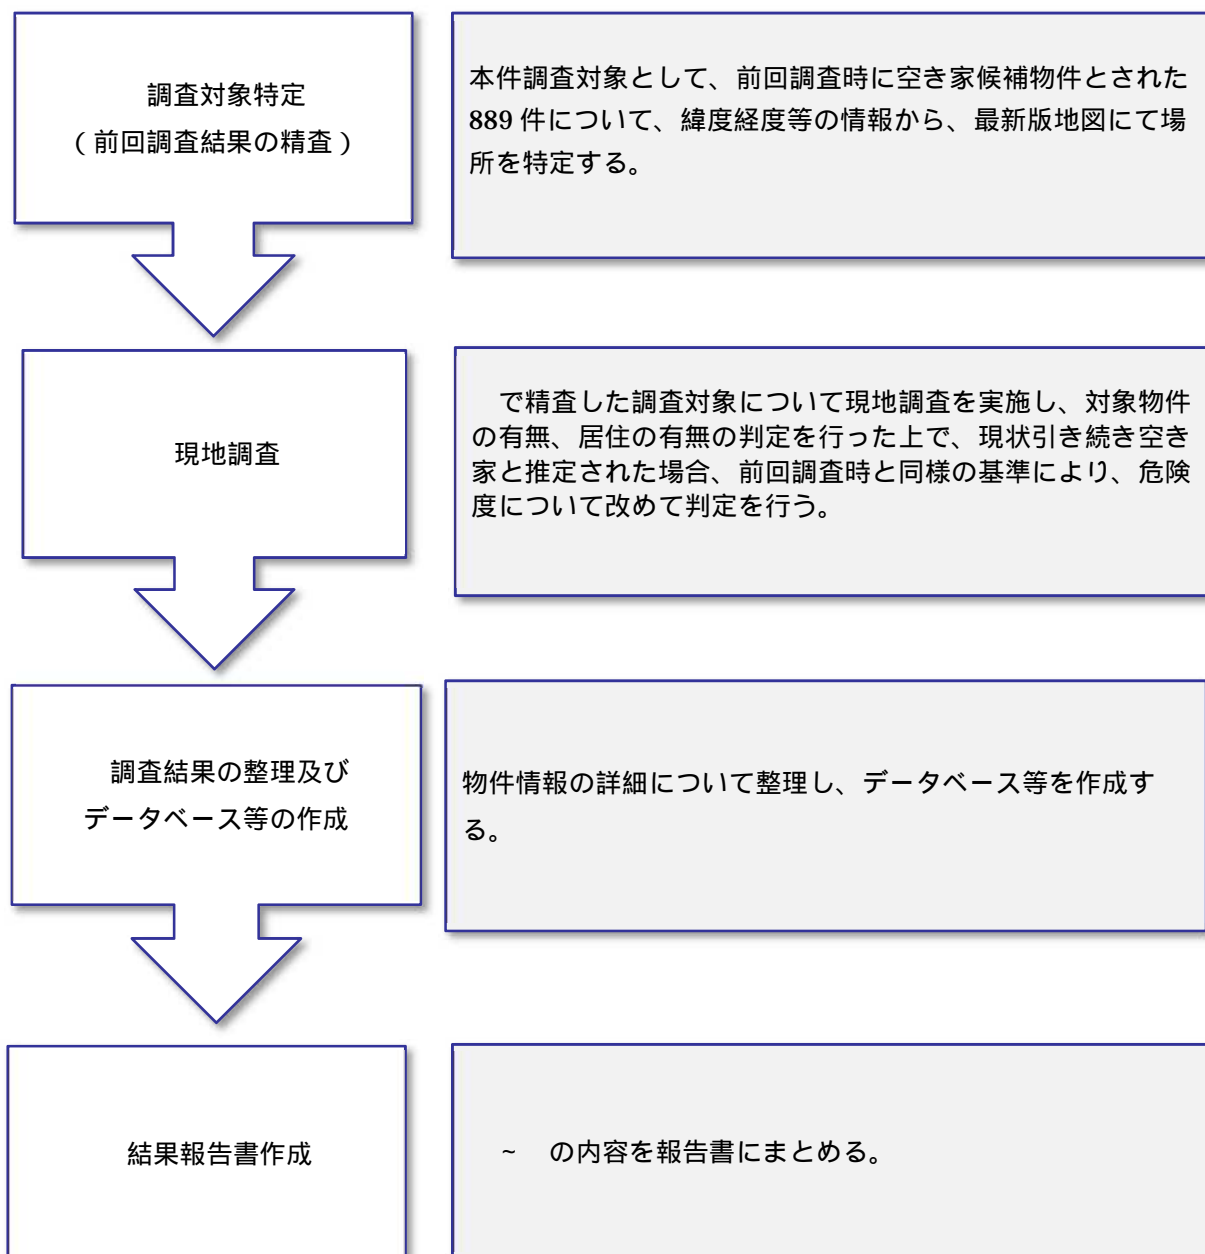 調査対象特定
（前回調査結果の精査）
本件調査対象として、前回調査時に空き家候補物件とされた
889 件について、緯度経度等の情報から、最新版地図にて場
所を特定する。
現地調査
で精査した調査対象について現地調査を実施し、対象物件
の有無、居住の有無の判定を行った上で、現状引き続き空き
家と推定された場合、前回調査時と同様の基準により、危険
度について改めて判定を行う。
調査結果の整理及び
データベース等の作成
物件情報の詳細について整理し、データベース等を作成す
る。
結果報告書作成
~　の内容を報告書にまとめる。